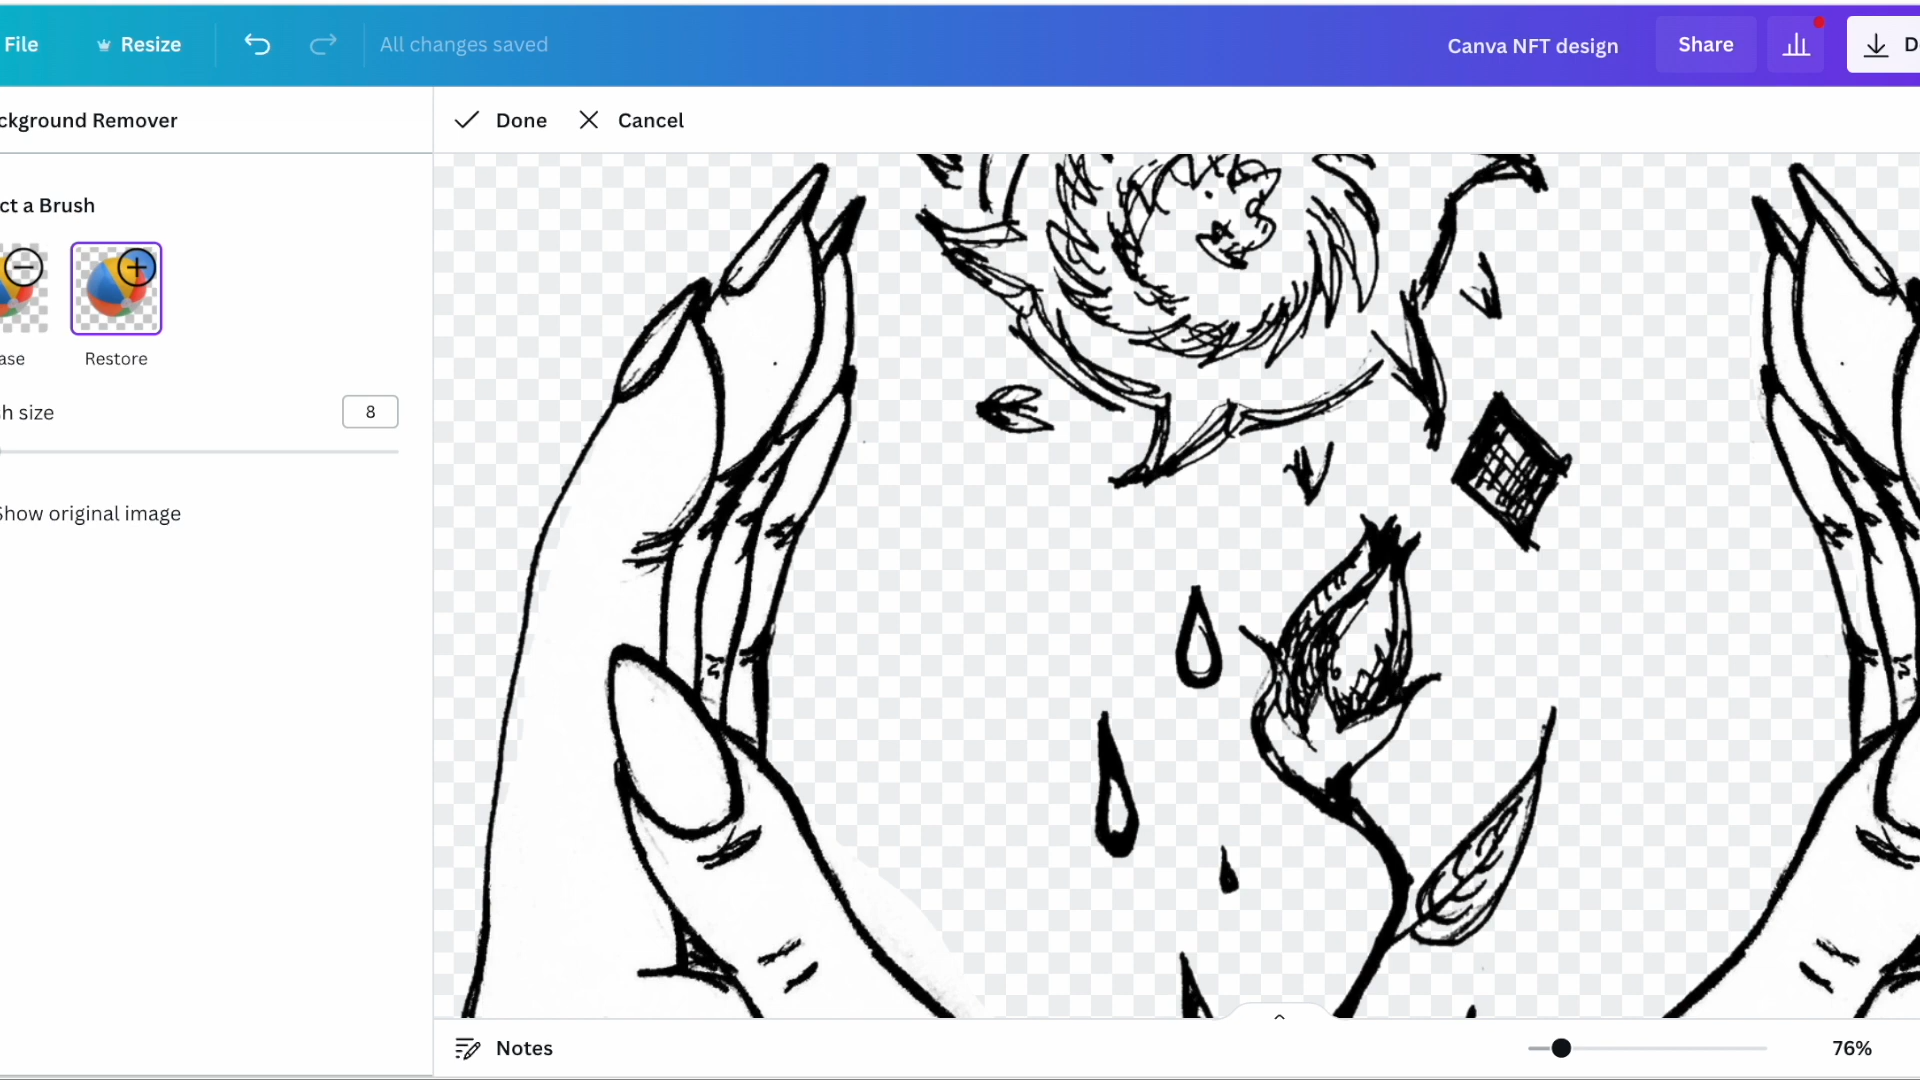 File Resize All changes saved Canva NFT design Share D
ckground Remover Done Cancel
ct a Brush
ase Restore
h size 8
Show original image
Notes 76%